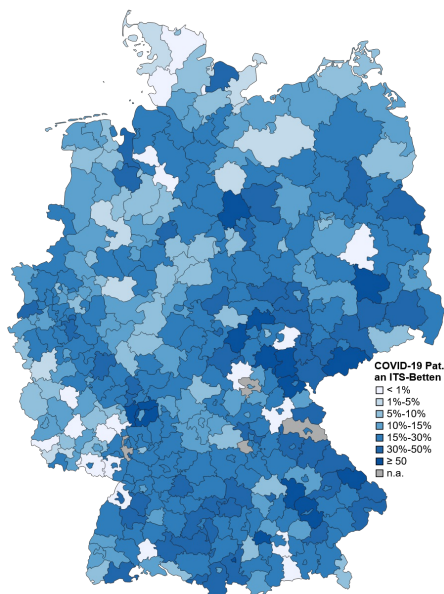 COVID-19 Pat.
an ITS-Betten
< 1%
1%-5%
5%-10%
10%-15%
15%-30%
30%-50%
≥ 50
n.a.